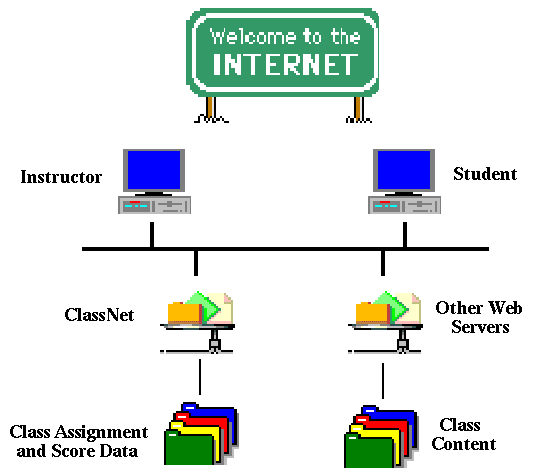 Welcome to the
INTERNET
Instructor
Student
ClassNet
Other Web
Servers
Class Assignment
and Score Data
Class
Content